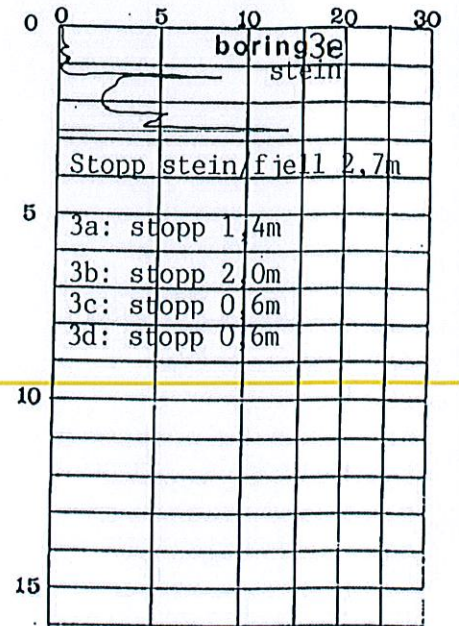 0 5 10 20 30
0
boring3e
stein
Stopp stein/fjell 2,7m
5
3a: stopp 1,4m
3b: stopp 2,0m
3c: stopp 0,6m
3d: stopp 0,6m
10
15